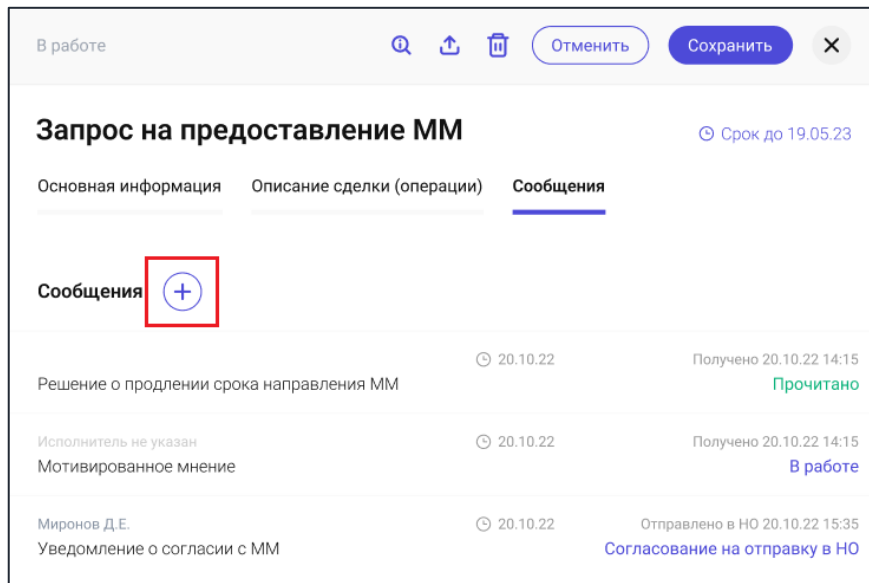 В работе
Отменить
Сохранить
Запрос на предоставление ММ
Срок до 19.05.23
Основная информация Описание сделки (операции) Сообщения
Сообщения
20.10.22 Получено 20.10.22 14:15
Решение о продлении срока направления ММ Прочитано
Исполнитель не указан 20.10.22 Получено 20.10.22 14:15
Мотивированное мнение В работе
Миронов Д.Е. 20.10.22 Отправлено в НО 20.10.22 15:35
Уведомление о согласии с ММ Согласование на отправку в НО